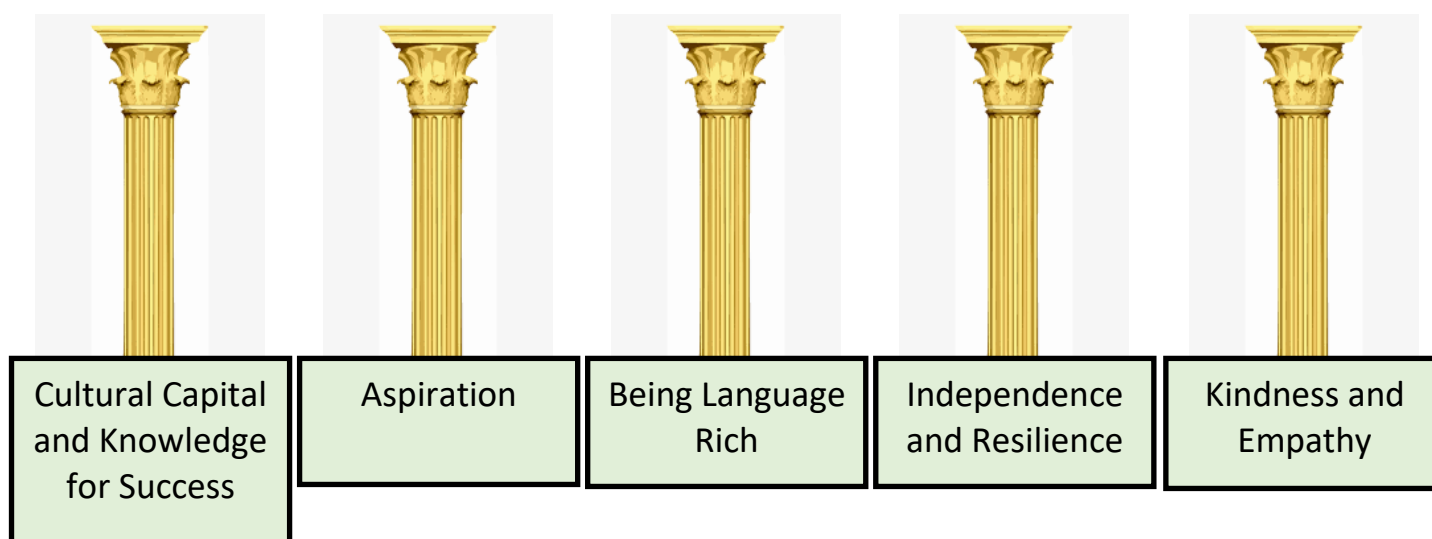 Cultural Capital
and Knowledge
for Success
Aspiration
Being Language
Rich
Independence
and Resilience
Kindness and
Empathy